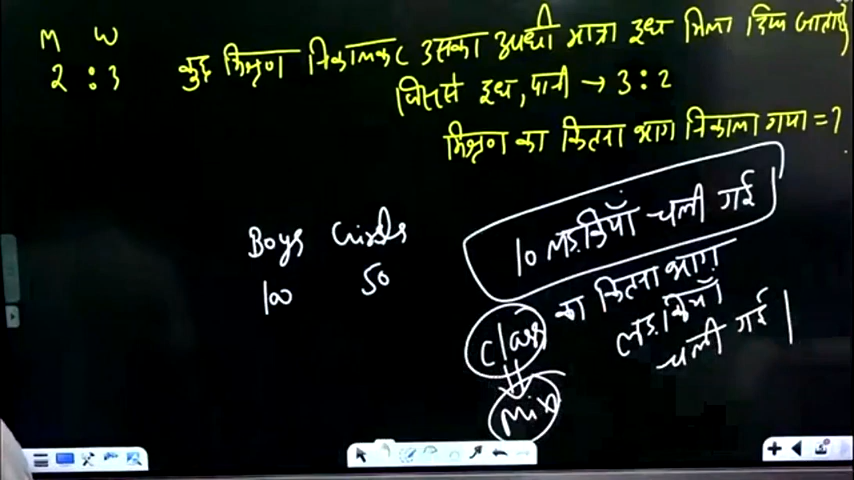 M W
2 : 3
कुछ मिश्रण निकालकर उसका आधी मात्रा दूध मिला दिया जाता है
जिससे दूध, पानी → 3 : 2
मिश्रण का कितना भाग निकाला गया = ?
Boys Girls
100 50
10 लड़कियाँ चली गई |
class का कितना भाग
लड़कियाँ
चली गई |
Mix